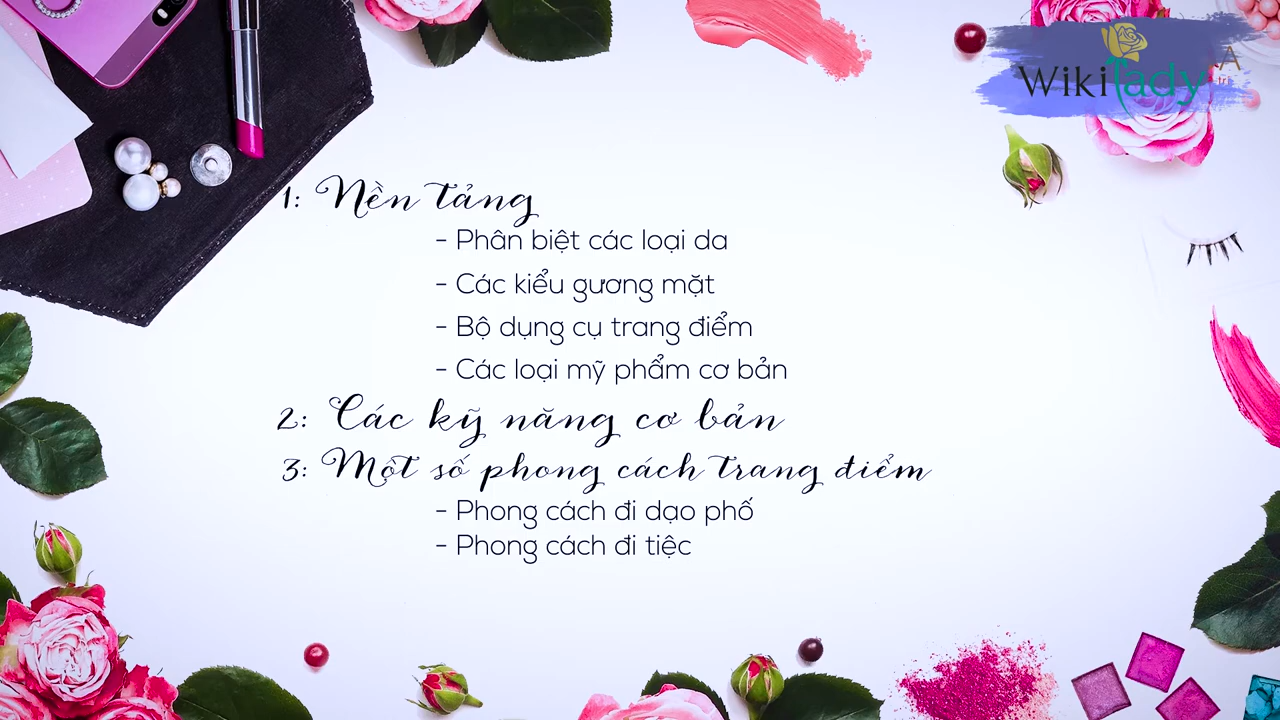 WikiLady
1: Nền tảng
- Phân biệt các loại da
- Các kiểu gương mặt
- Bộ dụng cụ trang điểm
- Các loại mỹ phẩm cơ bản
2: Các kỹ năng cơ bản
3: Một số phong cách trang điểm
- Phong cách đi dạo phố
- Phong cách đi tiệc